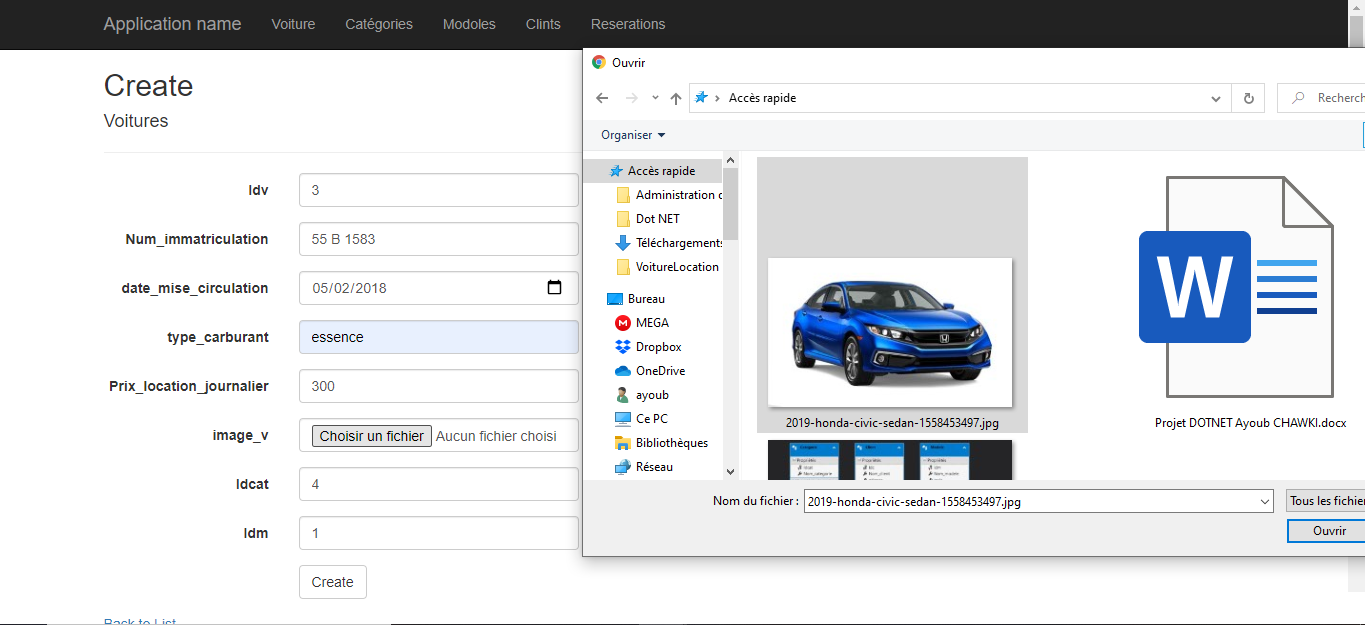 Application name Voiture Catégories Modoles Clints Reserations
Create
Voitures
Idv 3
Num_immatriculation 55 B 1583
date_mise_circulation 05/02/2018
type_carburant essence
Prix_location_journalier 300
image_v Choisir un fichier Aucun fichier choisi
Idcat 4
Idm 1
Create
Back to List
Ouvrir
Accès rapide
Recherch
Organiser
Accès rapide
Administration c
Dot NET
Téléchargements
VoitureLocation
Bureau
MEGA
Dropbox
OneDrive
ayoub
Ce PC
Bibliothèques
Réseau
2019-honda-civic-sedan-1558453497.jpg
W
Projet DOTNET Ayoub CHAWKI.docx
Nom du fichier : 2019-honda-civic-sedan-1558453497.jpg
Tous les fichier
Ouvrir